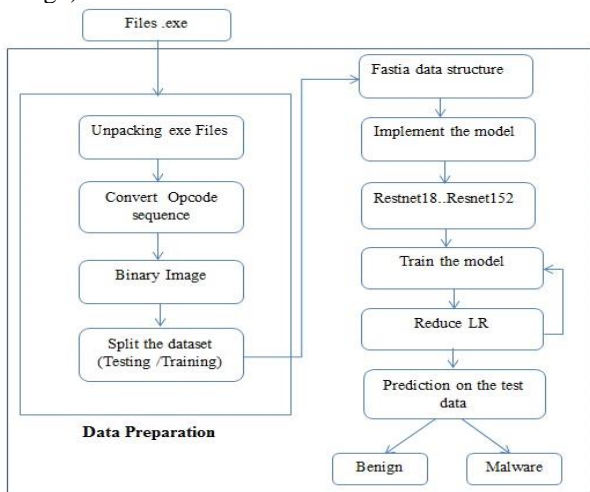 Files .exe
Unpacking exe Files
Convert Opcode
sequence
Binary Image
Split the dataset
(Testing /Training)
Data Preparation
Fastia data structure
Implement the model
Restnet18..Resnet152
Train the model
Reduce LR
Prediction on the test
data
Benign
Malware